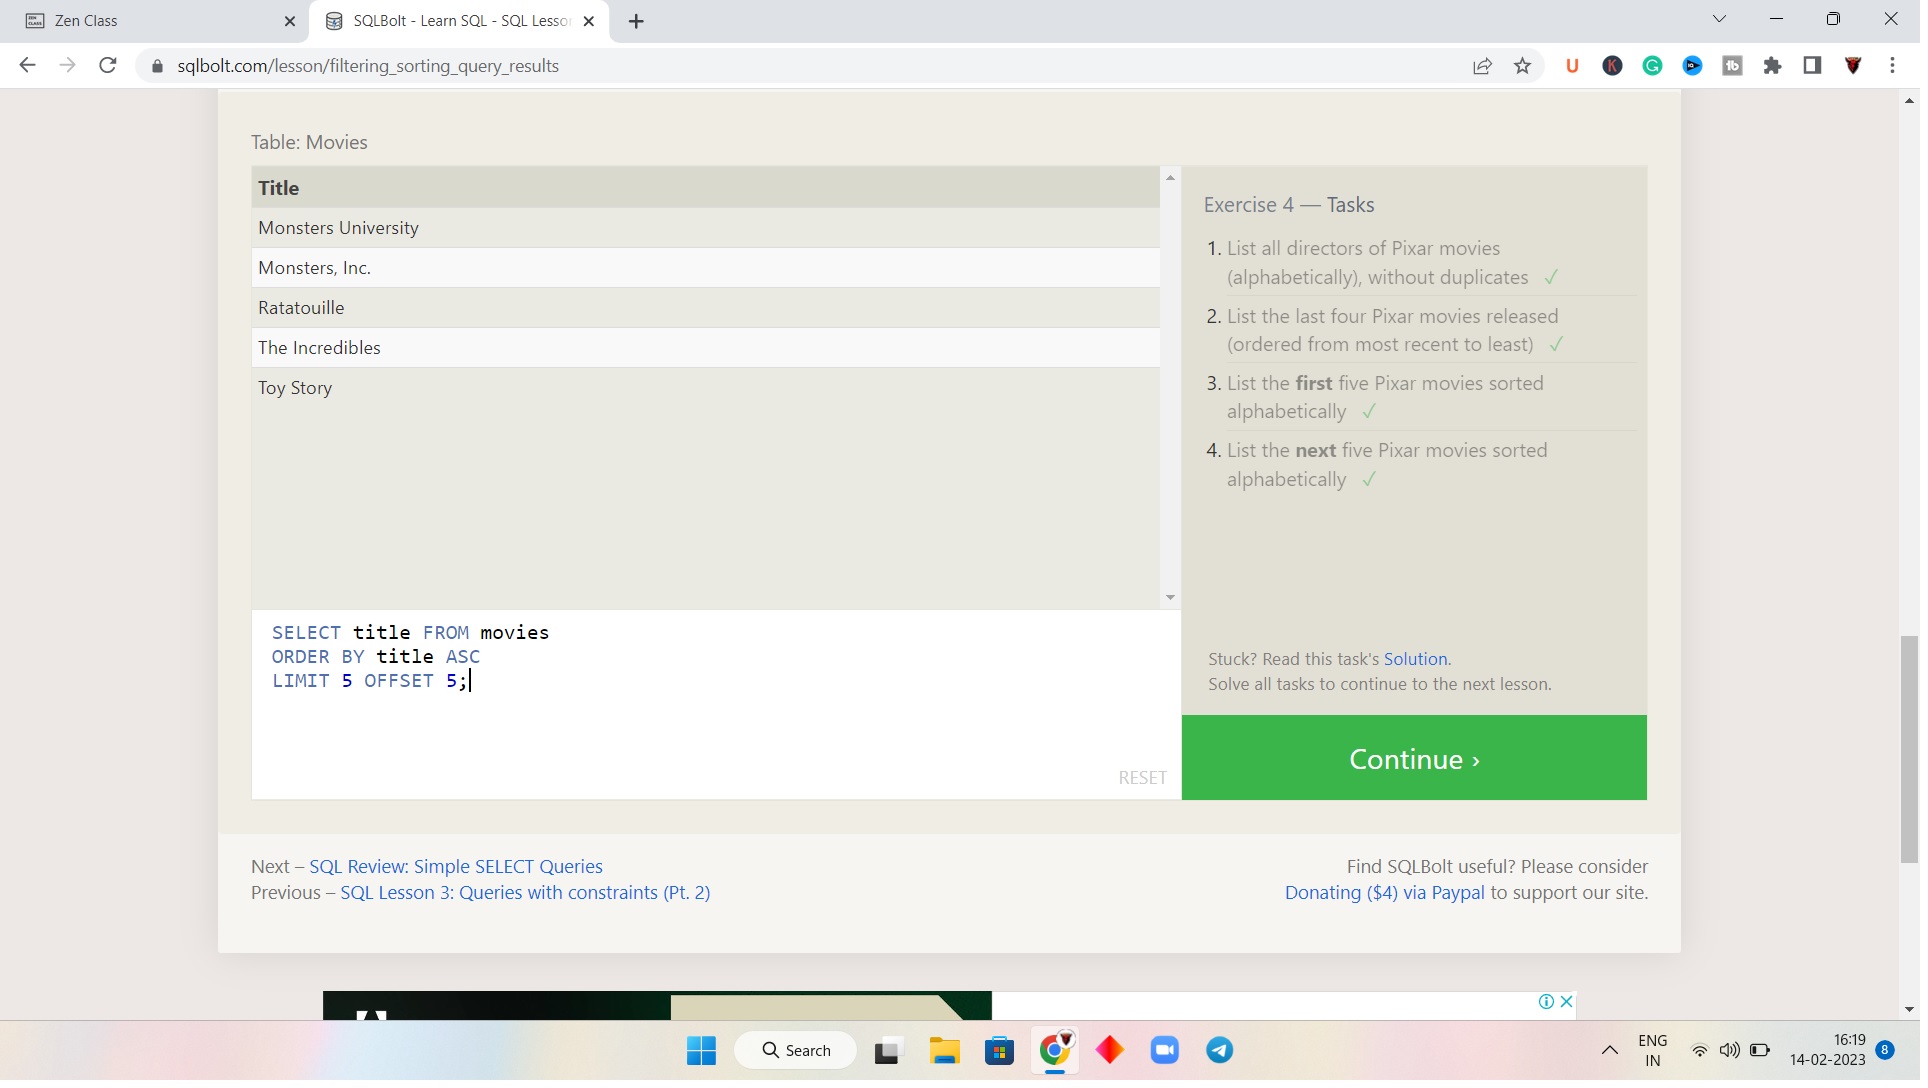 Zen Class
SQLBolt - Learn SQL - SQL Lesso
sqlbolt.com/lesson/filtering_sorting_query_results
Table: Movies
Title
Monsters University
Monsters, Inc.
Ratatouille
The Incredibles
Toy Story
SELECT title FROM movies
ORDER BY title ASC
LIMIT 5 OFFSET 5;
RESET
Exercise 4 — Tasks
1. List all directors of Pixar movies
(alphabetically), without duplicates ✓
2. List the last four Pixar movies released
(ordered from most recent to least) ✓
3. List the first five Pixar movies sorted
alphabetically ✓
4. List the next five Pixar movies sorted
alphabetically ✓
Stuck? Read this task's Solution.
Solve all tasks to continue to the next lesson.
Continue ›
Next – SQL Review: Simple SELECT Queries
Previous – SQL Lesson 3: Queries with constraints (Pt. 2)
Find SQLBolt useful? Please consider
Donating ($4) via Paypal to support our site.
Search
ENG
IN
16:19
14-02-2023
8